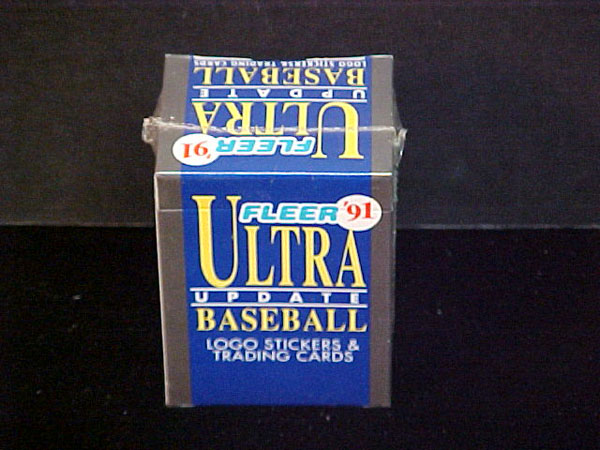 LOGO STICKERS & TRADING CARDS
BASEBALL
UPDATE
ULTRA
FLEER '91
FLEER '91
ULTRA
UPDATE
BASEBALL
LOGO STICKERS &
TRADING CARDS